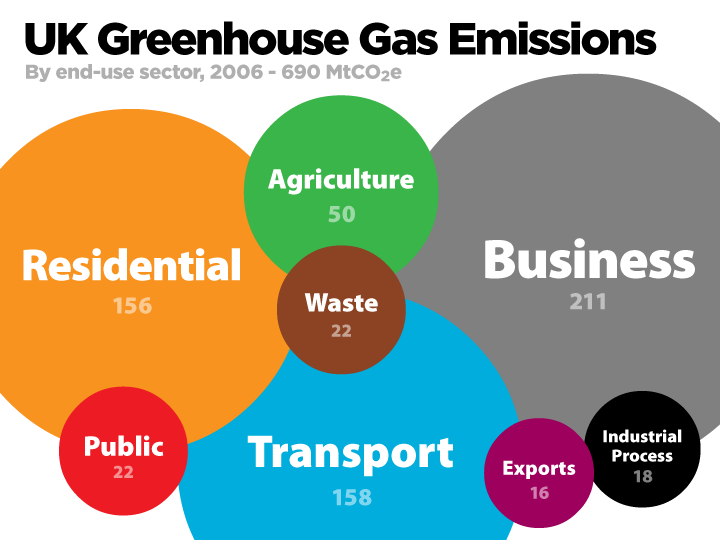 UK Greenhouse Gas Emissions
By end-use sector, 2006 - 690 MtCO₂e
Agriculture
50
Residential
156
Business
211
Waste
22
Public
22
Transport
158
Exports
16
Industrial
Process
18